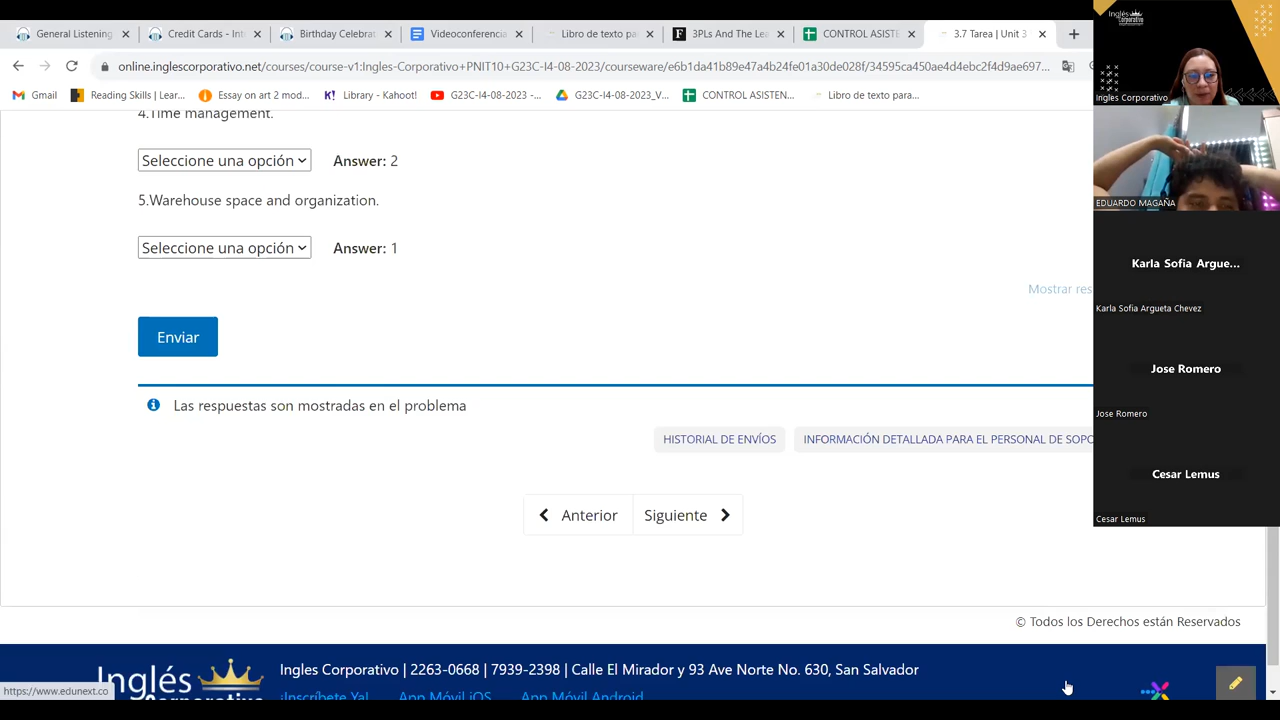 General Listening
Credit Cards - Int
Birthday Celebrat
Videoconferencia
Libro de texto pa
3PLs And The Le
CONTROL ASISTE
3.7 Tarea | Unit 3
online.inglescorporativo.net/courses/course-v1:Ingles-Corporativo+PNIT10+G23C-I4-08-2023/courseware/e6b1da41b89e47a4b24fe01a30de028f/34595ca450ae4d4ebc2f4d9ae697...
Gmail
Reading Skills | Lear...
Essay on art 2 mod...
Library - Kano...
G23C-I4-08-2023 -...
G23C-I4-08-2023_V...
CONTROL ASISTEN...
Libro de texto para...
4.Time management.
Seleccione una opción Answer: 2
5.Warehouse space and organization.
Seleccione una opción Answer: 1
Mostrar res
Enviar
Las respuestas son mostradas en el problema
HISTORIAL DE ENVÍOS
INFORMACIÓN DETALLADA PARA EL PERSONAL DE SOPO
Anterior
Siguiente
© Todos los Derechos están Reservados
Inglés
Corporativo
Ingles Corporativo | 2263-0668 | 7939-2398 | Calle El Mirador y 93 Ave Norte No. 630, San Salvador
¡Inscríbete Ya!
App Móvil iOS
App Móvil Android
https://www.edunext.co
Inglés
Corporativo
Ingles Corporativo
EDUARDO MAGAÑA
Karla Sofia Argue...
Karla Sofia Argueta Chevez
Jose Romero
Jose Romero
Cesar Lemus
Cesar Lemus